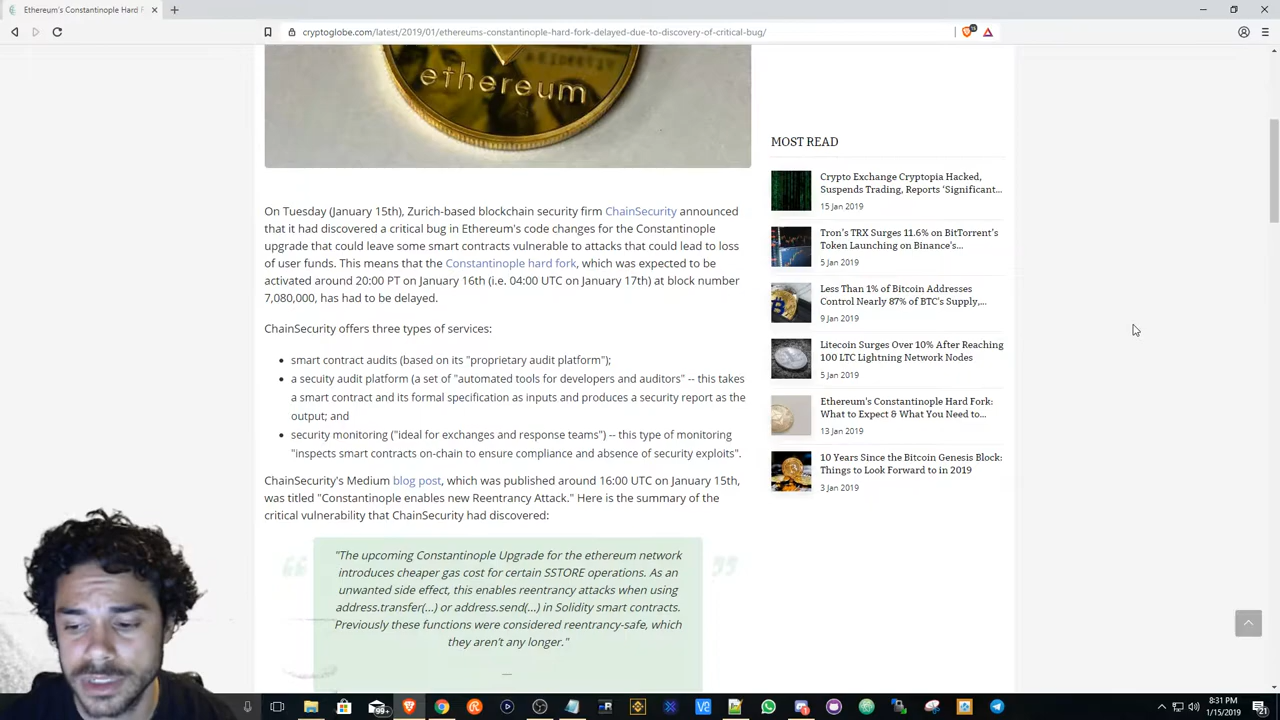 Ethereum's Constantinople Hard F
cryptoglobe.com/latest/2019/01/ethereums-constantinople-hard-fork-delayed-due-to-discovery-of-critical-bug/
ethereum
On Tuesday (January 15th), Zurich-based blockchain security firm ChainSecurity announced
that it had discovered a critical bug in Ethereum's code changes for the Constantinople
upgrade that could leave some smart contracts vulnerable to attacks that could lead to loss
of user funds. This means that the Constantinople hard fork, which was expected to be
activated around 20:00 PT on January 16th (i.e. 04:00 UTC on January 17th) at block number
7,080,000, has had to be delayed.
ChainSecurity offers three types of services:
• smart contract audits (based on its "proprietary audit platform");
• a secuity audit platform (a set of "automated tools for developers and auditors" -- this takes
a smart contract and its formal specification as inputs and produces a security report as the
output; and
• security monitoring ("ideal for exchanges and response teams") -- this type of monitoring
"inspects smart contracts on-chain to ensure compliance and absence of security exploits".
ChainSecurity's Medium blog post, which was published around 16:00 UTC on January 15th,
was titled "Constantinople enables new Reentrancy Attack." Here is the summary of the
critical vulnerability that ChainSecurity had discovered:
"The upcoming Constantinople Upgrade for the ethereum network
introduces cheaper gas cost for certain SSTORE operations. As an
unwanted side effect, this enables reentrancy attacks when using
address.transfer(...) or address.send(...) in Solidity smart contracts.
Previously these functions were considered reentrancy-safe, which
they aren't any longer."
—
MOST READ
Crypto Exchange Cryptopia Hacked,
Suspends Trading, Reports 'Significant...
15 Jan 2019
Tron's TRX Surges 11.6% on BitTorrent's
Token Launching on Binance's...
5 Jan 2019
Less Than 1% of Bitcoin Addresses
Control Nearly 87% of BTC's Supply,...
9 Jan 2019
Litecoin Surges Over 10% After Reaching
100 LTC Lightning Network Nodes
5 Jan 2019
Ethereum's Constantinople Hard Fork:
What to Expect & What You Need to...
13 Jan 2019
10 Years Since the Bitcoin Genesis Block:
Things to Look Forward to in 2019
3 Jan 2019
99+
8:31 PM
1/15/2019